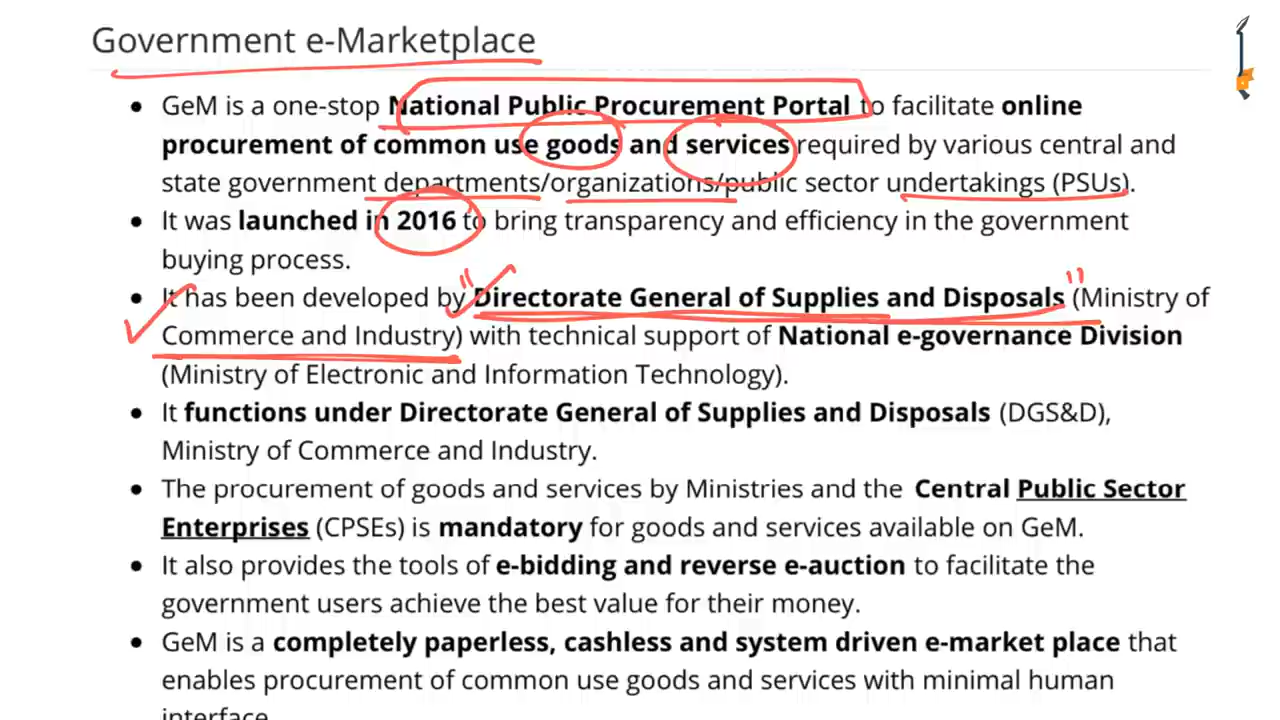 Government e-Marketplace
• GeM is a one-stop National Public Procurement Portal to facilitate online
procurement of common use goods and services required by various central and
state government departments/organizations/public sector undertakings (PSUs).
• It was launched in 2016 to bring transparency and efficiency in the government
buying process.
• It has been developed by "Directorate General of Supplies and Disposals" (Ministry of
Commerce and Industry) with technical support of National e-governance Division
(Ministry of Electronic and Information Technology).
• It functions under Directorate General of Supplies and Disposals (DGS&D),
Ministry of Commerce and Industry.
• The procurement of goods and services by Ministries and the Central Public Sector
Enterprises (CPSEs) is mandatory for goods and services available on GeM.
• It also provides the tools of e-bidding and reverse e-auction to facilitate the
government users achieve the best value for their money.
• GeM is a completely paperless, cashless and system driven e-market place that
enables procurement of common use goods and services with minimal human
interface.